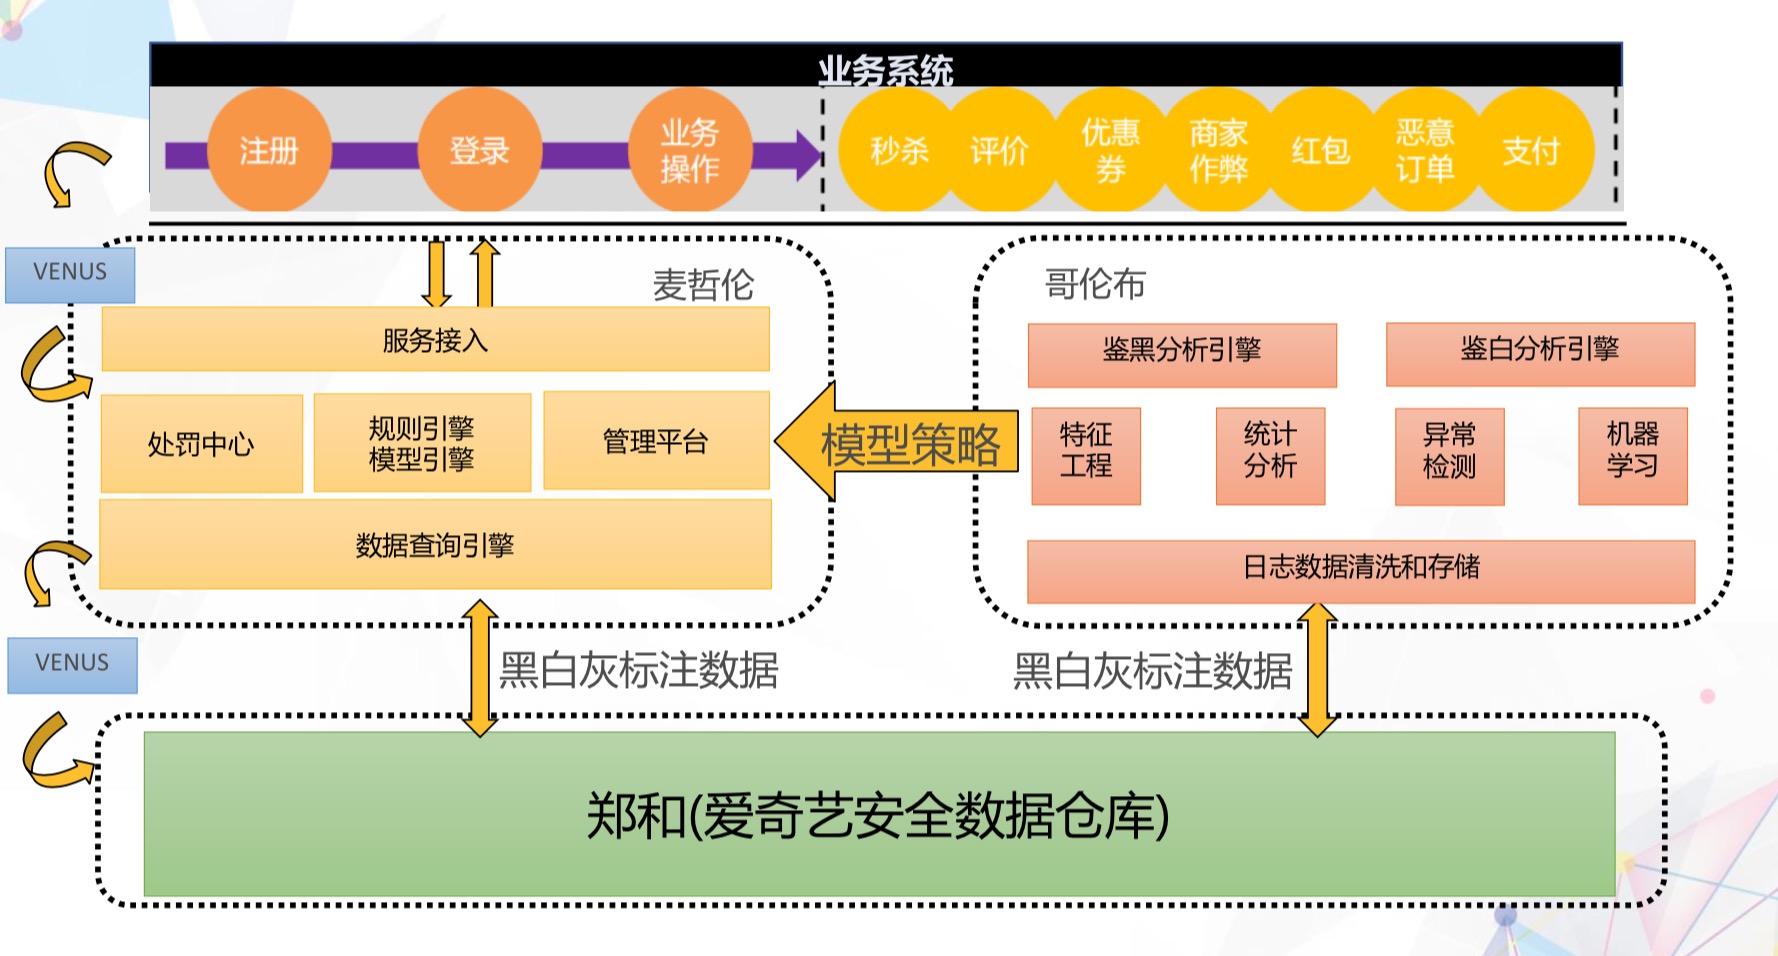 业务系统
注册
登录
业务
操作
秒杀
评价
优惠
券
商家
作弊
红包
恶意
订单
支付
VENUS
麦哲伦
服务接入
处罚中心
规则引擎
模型引擎
管理平台
数据查询引擎
模型策略
哥伦布
鉴黑分析引擎
鉴白分析引擎
特征
工程
统计
分析
异常
检测
机器
学习
日志数据清洗和存储
VENUS
黑白灰标注数据
黑白灰标注数据
郑和(爱奇艺安全数据仓库)